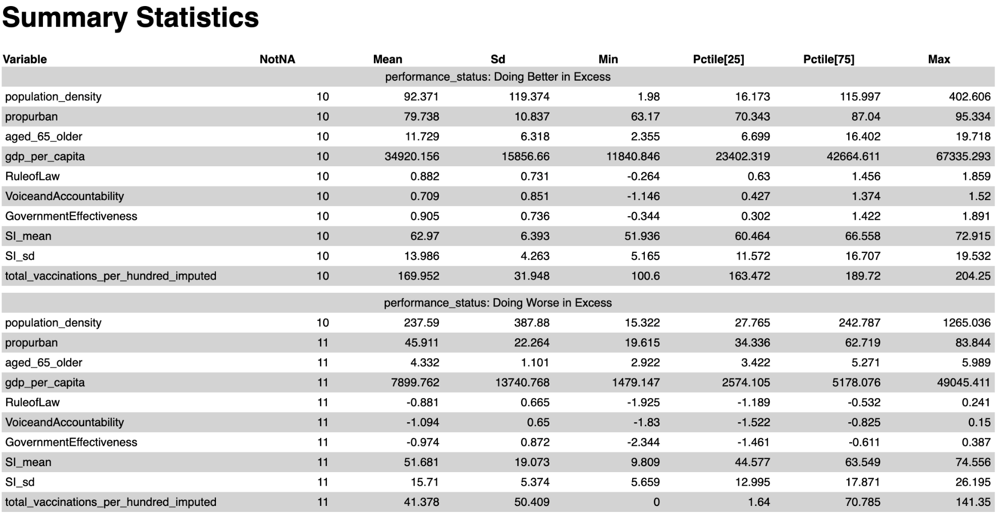 Summary Statistics
Variable NotNA Mean Sd Min Pctile[25] Pctile[75] Max
performance_status: Doing Better in Excess
population_density 10 92.371 119.374 1.98 16.173 115.997 402.606
propurban 10 79.738 10.837 63.17 70.343 87.04 95.334
aged_65_older 10 11.729 6.318 2.355 6.699 16.402 19.718
gdp_per_capita 10 34920.156 15856.66 11840.846 23402.319 42664.611 67335.293
RuleofLaw 10 0.882 0.731 -0.264 0.63 1.456 1.859
VoiceandAccountability 10 0.709 0.851 -1.146 0.427 1.374 1.52
GovernmentEffectiveness 10 0.905 0.736 -0.344 0.302 1.422 1.891
SI_mean 10 62.97 6.393 51.936 60.464 66.558 72.915
SI_sd 10 13.986 4.263 5.165 11.572 16.707 19.532
total_vaccinations_per_hundred_imputed 10 169.952 31.948 100.6 163.472 189.72 204.25
performance_status: Doing Worse in Excess
population_density 10 237.59 387.88 15.322 27.765 242.787 1265.036
propurban 11 45.911 22.264 19.615 34.336 62.719 83.844
aged_65_older 11 4.332 1.101 2.922 3.422 5.271 5.989
gdp_per_capita 11 7899.762 13740.768 1479.147 2574.105 5178.076 49045.411
RuleofLaw 11 -0.881 0.665 -1.925 -1.189 -0.532 0.241
VoiceandAccountability 11 -1.094 0.65 -1.83 -1.522 -0.825 0.15
GovernmentEffectiveness 11 -0.974 0.872 -2.344 -1.461 -0.611 0.387
SI_mean 11 51.681 19.073 9.809 44.577 63.549 74.556
SI_sd 11 15.71 5.374 5.659 12.995 17.871 26.195
total_vaccinations_per_hundred_imputed 11 41.378 50.409 0 1.64 70.785 141.35